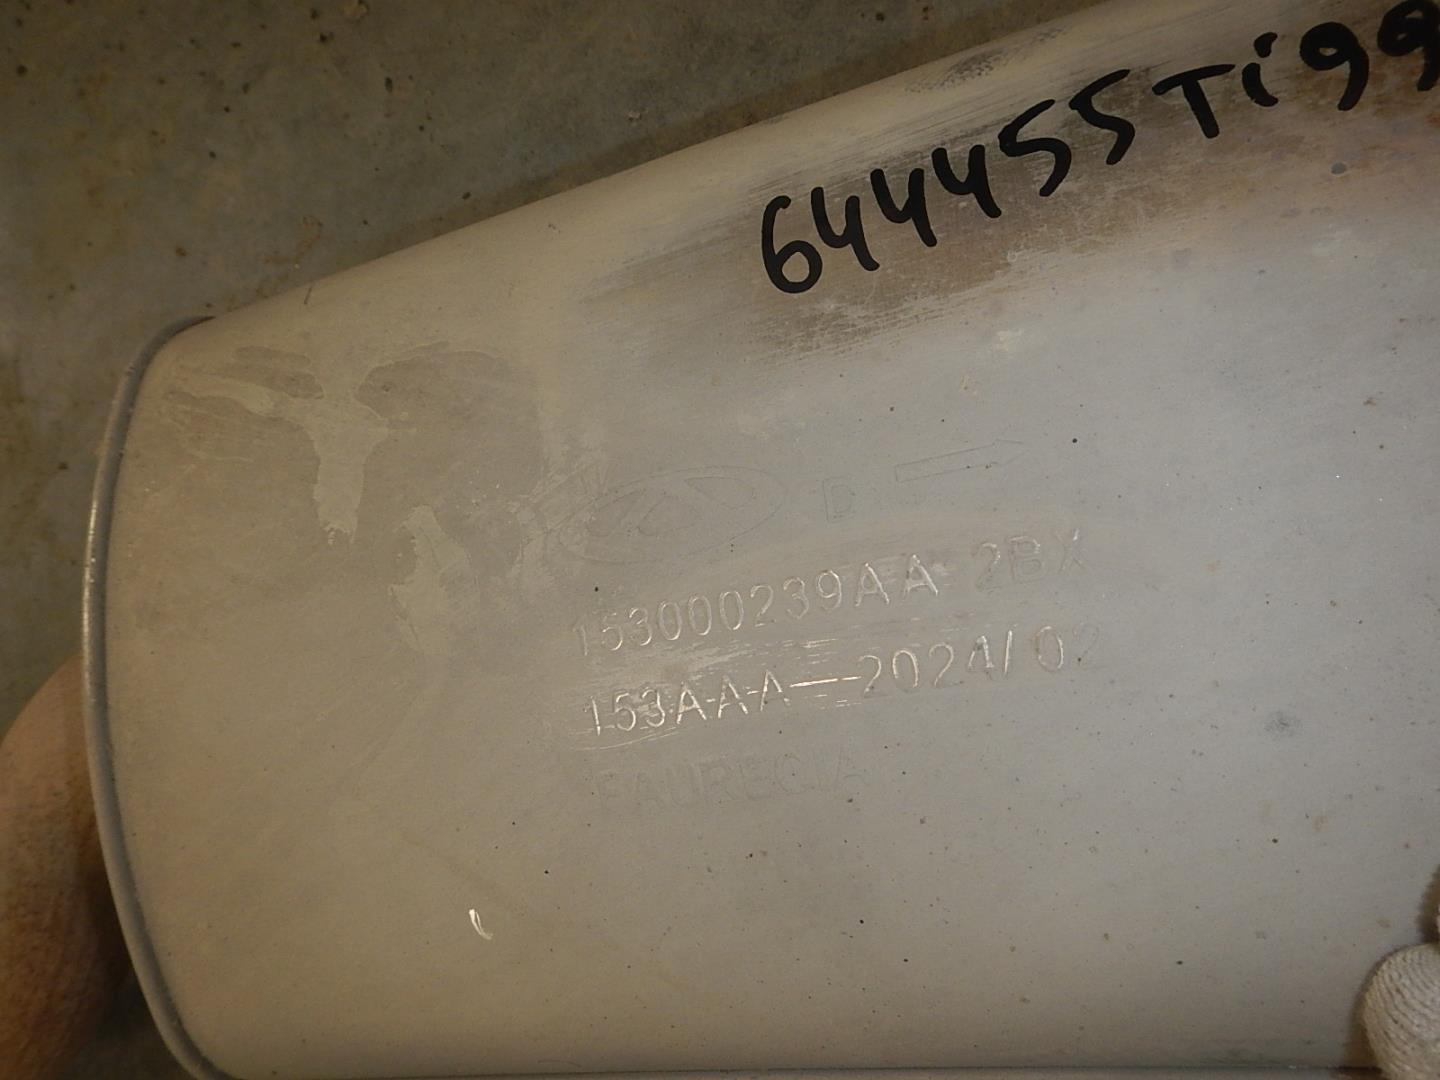 644455Ti99
D
153000239AA 2BX
153AAA—2024/02
FAURECIA